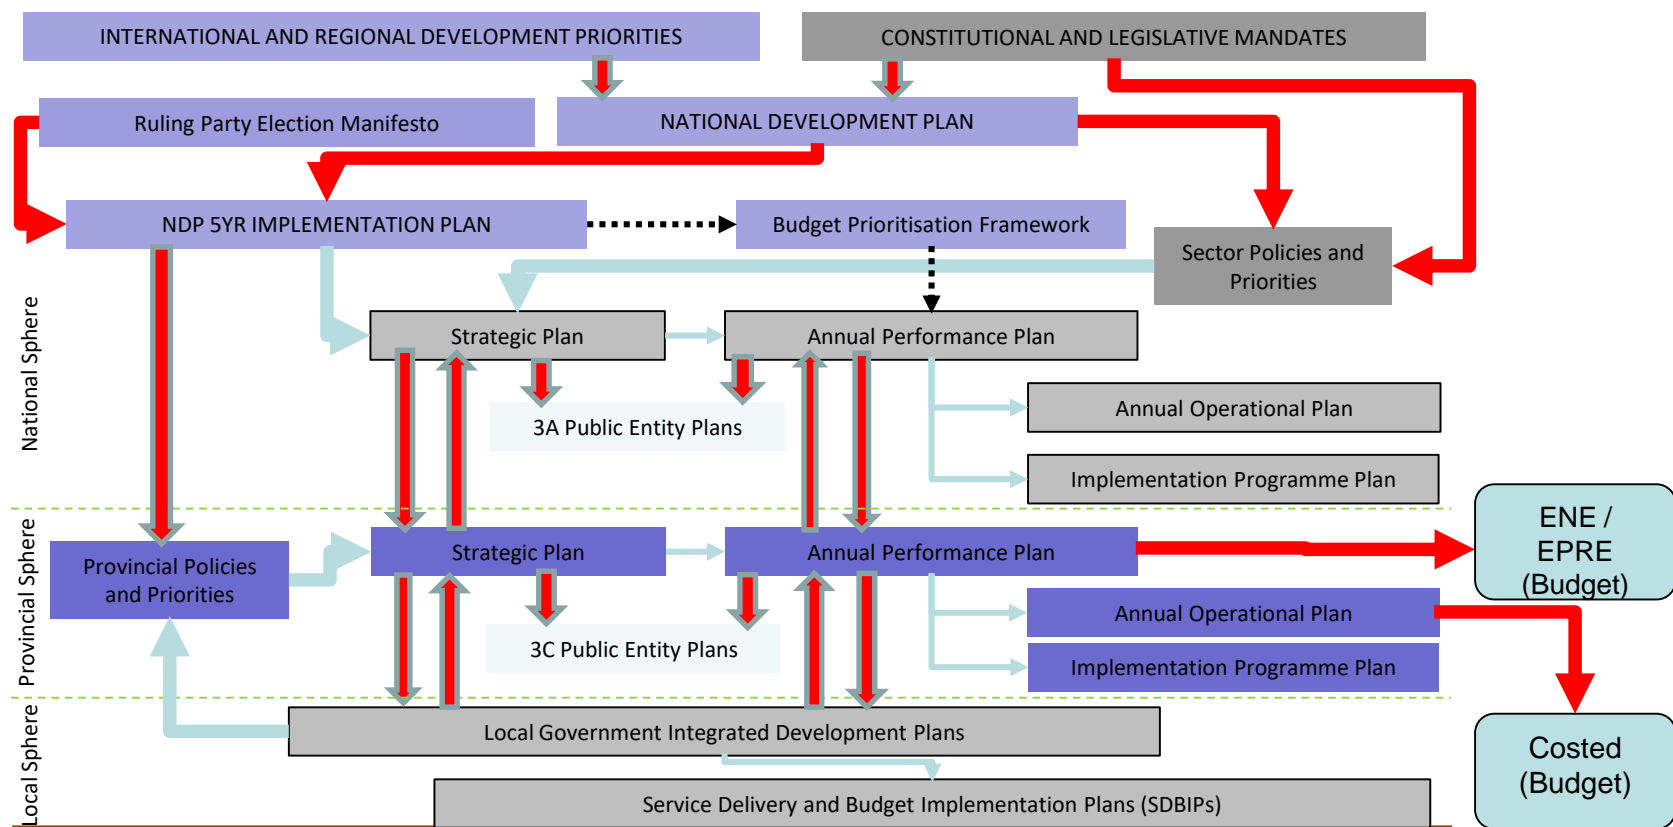 INTERNATIONAL AND REGIONAL DEVELOPMENT PRIORITIES
CONSTITUTIONAL AND LEGISLATIVE MANDATES
Ruling Party Election Manifesto
NATIONAL DEVELOPMENT PLAN
NDP 5YR IMPLEMENTATION PLAN
Budget Prioritisation Framework
Sector Policies and
Priorities
National Sphere
Strategic Plan
Annual Performance Plan
3A Public Entity Plans
Annual Operational Plan
Implementation Programme Plan
Provincial Sphere
Provincial Policies
and Priorities
Strategic Plan
Annual Performance Plan
ENE /
EPRE
(Budget)
3C Public Entity Plans
Annual Operational Plan
Implementation Programme Plan
Local Sphere
Local Government Integrated Development Plans
Costed
(Budget)
Service Delivery and Budget Implementation Plans (SDBIPs)